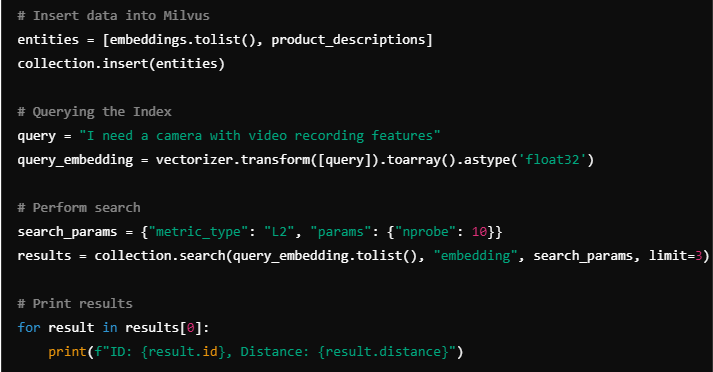 # Insert data into Milvus
entities = [embeddings.tolist(), product_descriptions]
collection.insert(entities)
# Querying the Index
query = "I need a camera with video recording features"
query_embedding = vectorizer.transform([query]).toarray().astype('float32')
# Perform search
search_params = {"metric_type": "L2", "params": {"nprobe": 10}}
results = collection.search(query_embedding.tolist(), "embedding", search_params, limit=3)
# Print results
for result in results[0]:
    print(f"ID: {result.id}, Distance: {result.distance}")